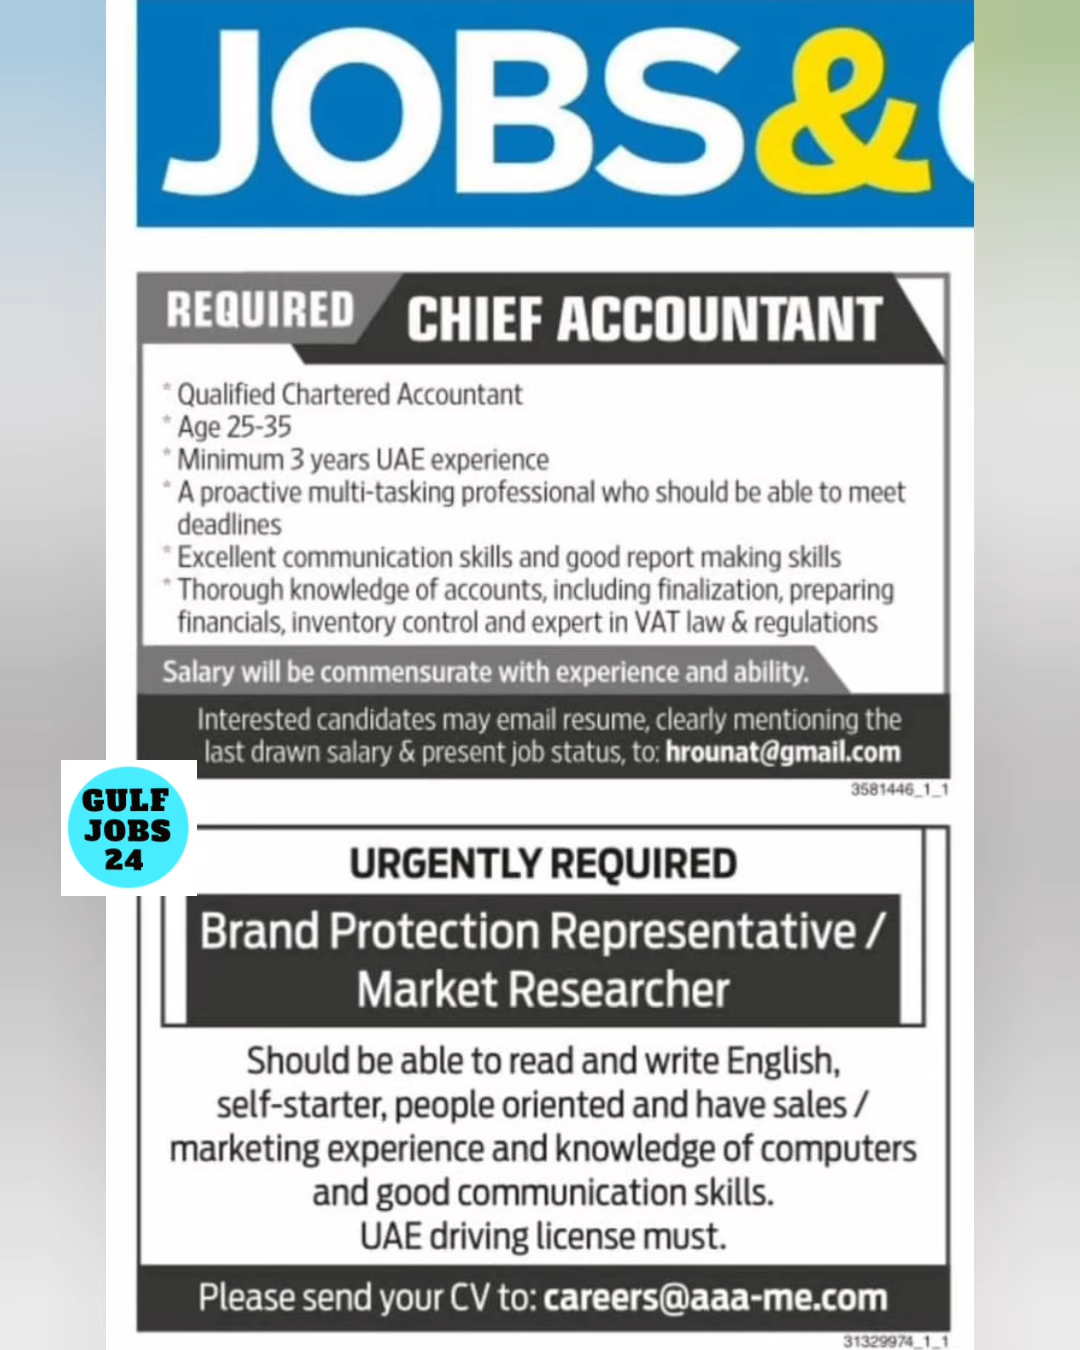 JOBS&
REQUIRED CHIEF ACCOUNTANT
* Qualified Chartered Accountant
* Age 25-35
* Minimum 3 years UAE experience
* A proactive multi-tasking professional who should be able to meet
deadlines
* Excellent communication skills and good report making skills
* Thorough knowledge of accounts, including finalization, preparing
financials, inventory control and expert in VAT law & regulations
Salary will be commensurate with experience and ability.
Interested candidates may email resume, clearly mentioning the
last drawn salary & present job status, to: hrounat@gmail.com
3581446_1_1
GULF
JOBS
24
URGENTLY REQUIRED
Brand Protection Representative /
Market Researcher
Should be able to read and write English,
self-starter, people oriented and have sales /
marketing experience and knowledge of computers
and good communication skills.
UAE driving license must.
Please send your CV to: careers@aaa-me.com
31329974_1_1